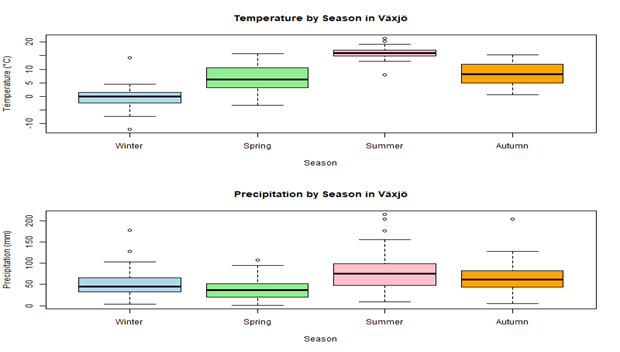 Temperature by Season in Växjö
Temperature (°C)
20
10
0
-10
Winter Spring Summer Autumn
Season
Precipitation by Season in Växjö
Precipitation (mm)
200
150
100
50
0
Winter Spring Summer Autumn
Season